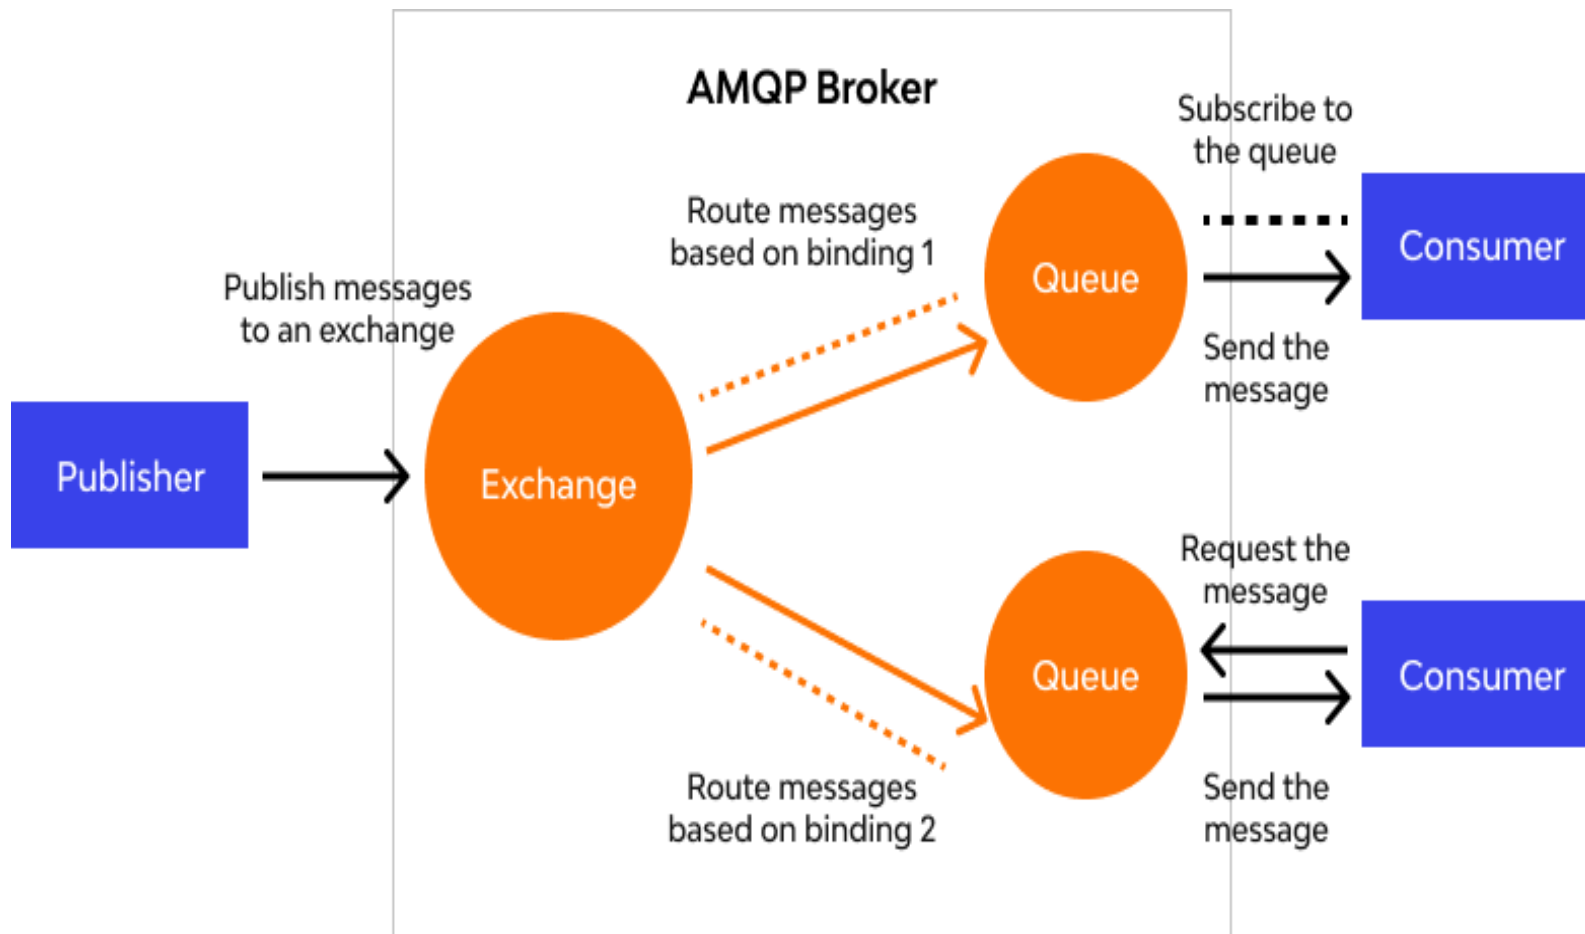 AMQP Broker
Subscribe to
the queue
Route messages
based on binding 1
Queue
Consumer
Publish messages
to an exchange
Send the
message
Publisher
Exchange
Request the
message
Queue
Consumer
Route messages
based on binding 2
Send the
message